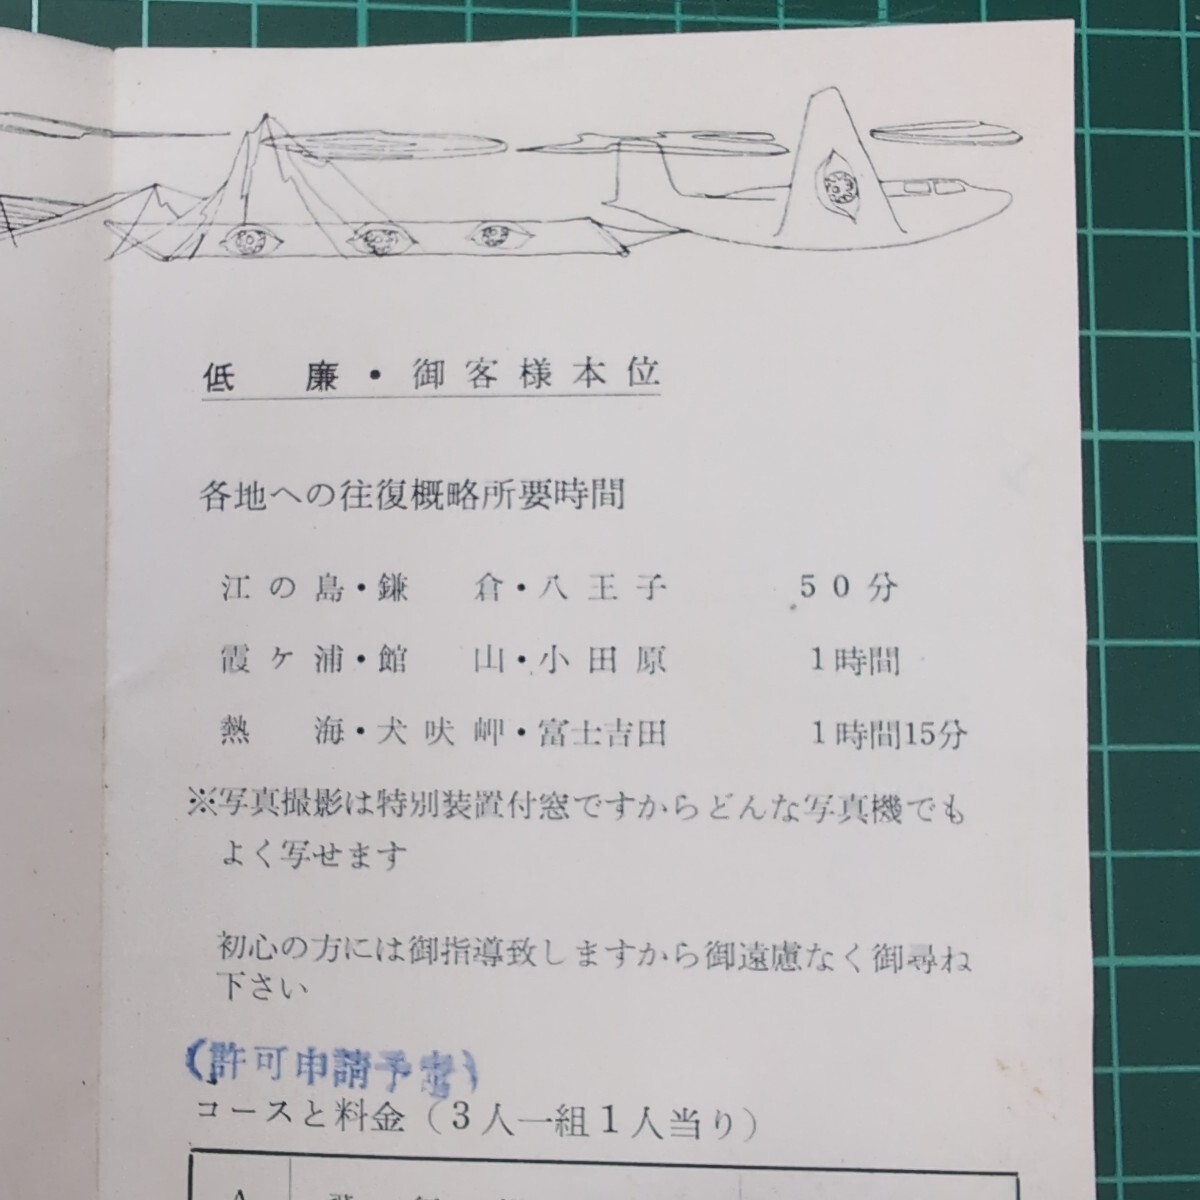 低廉・御客様本位
各地への往復概略所要時間
江の島・鎌倉・八王子 50分
霞ケ浦・館山・小田原 1時間
熱海・犬吠岬・富士吉田 1時間15分
※写真撮影は特別装置付窓ですからどんな写真機でも
よく写せます
初心の方には御指導致しますから御遠慮なく御尋ね
下さい
(許可申請予定)
コースと料金(3人一組1人当り)
A